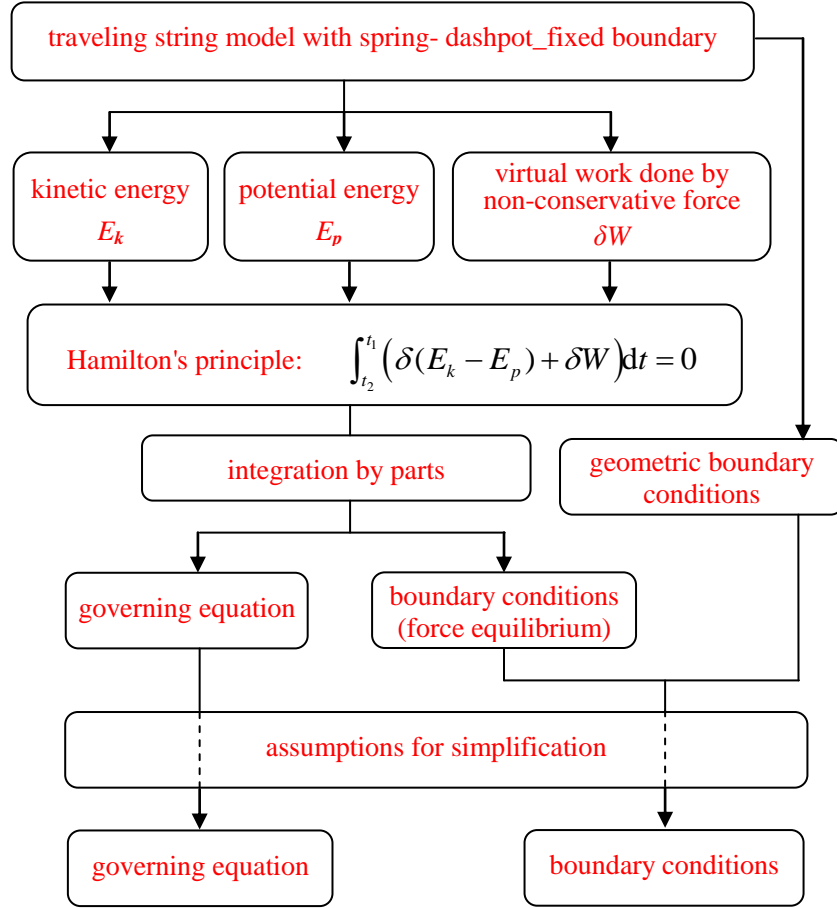 traveling string model with spring- dashpot_fixed boundary
kinetic energy
E_k
potential energy
E_p
virtual work done by
non-conservative force
δW
Hamilton's principle: ∫_{t_2}^{t_1} (δ(E_k − E_p) + δW)dt = 0
integration by parts
geometric boundary
conditions
governing equation
boundary conditions
(force equilibrium)
assumptions for simplification
governing equation
boundary conditions